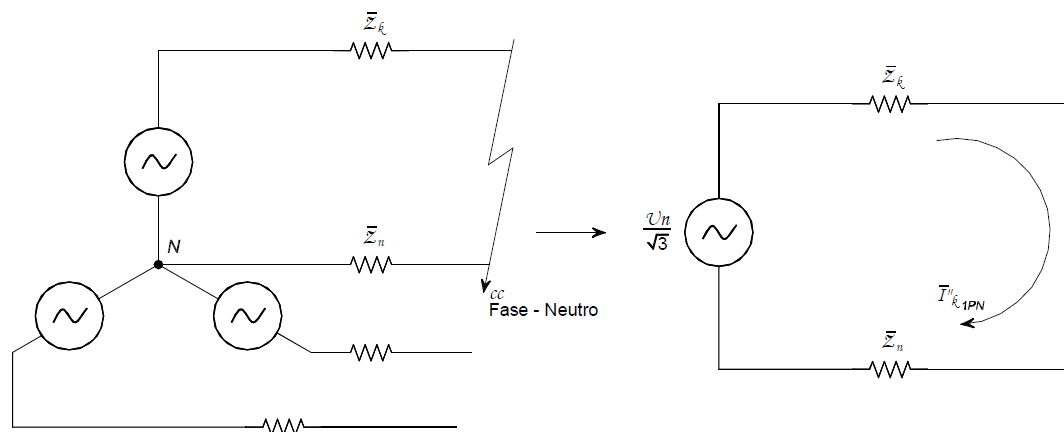 Z̄k
Z̄k
N
Z̄n
Un
√3
cc
Fase - Neutro
Ī"k1PN
Z̄n